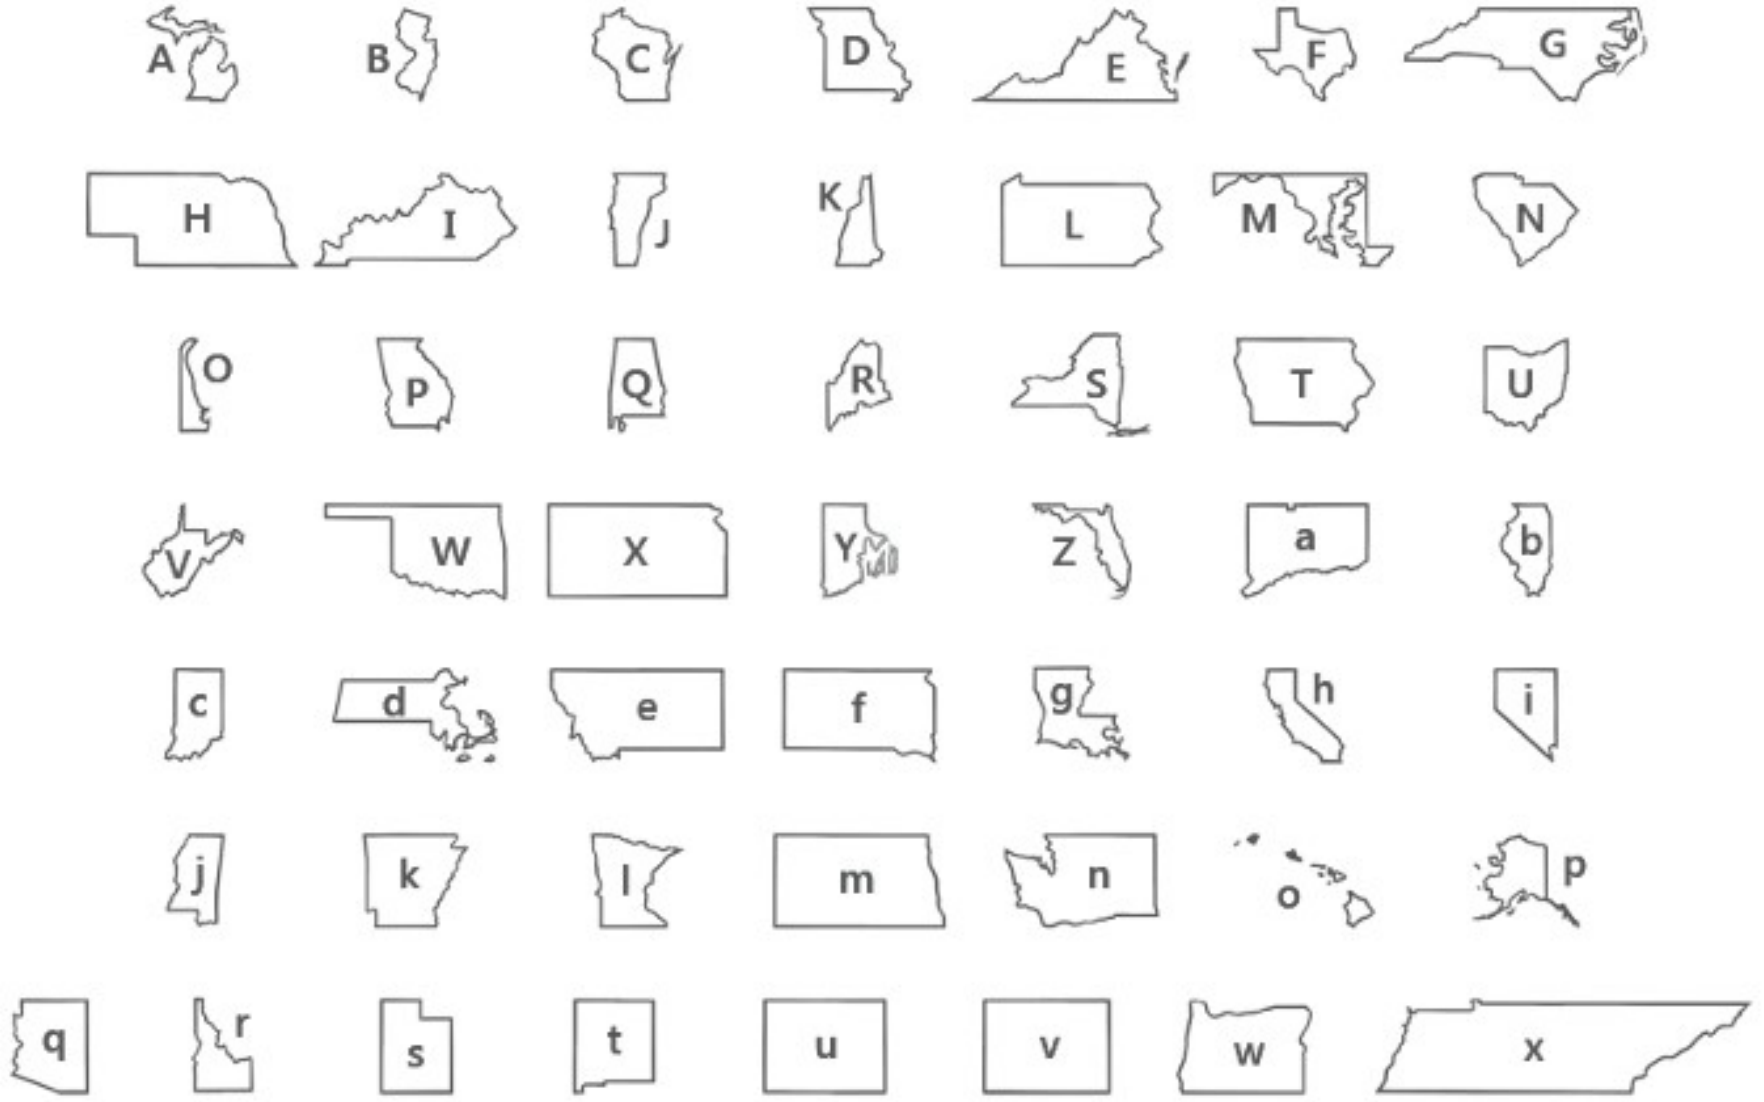 A B C D E F G
H I J K L M N
O P Q R S T U
V W X Y Z a b
c d e f g h i
j k l m n o p
q r s t u v w x